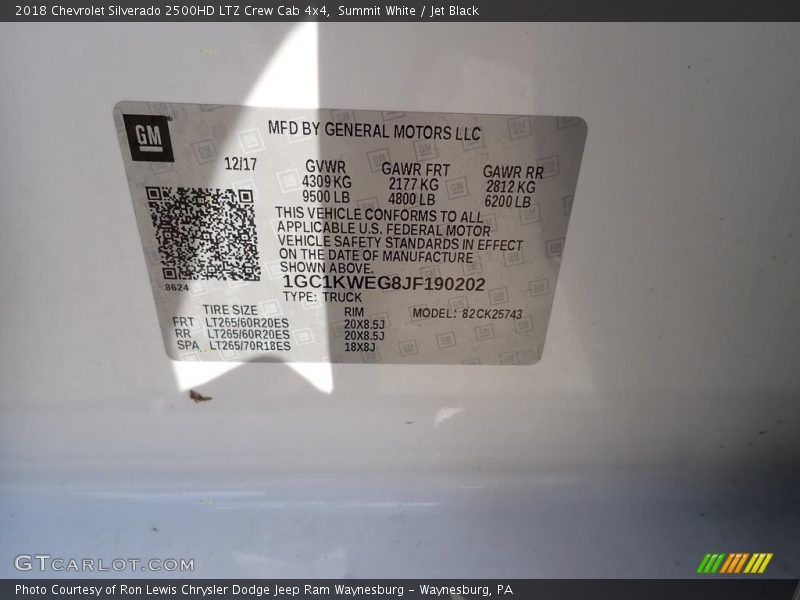 2018 Chevrolet Silverado 2500HD LTZ Crew Cab 4x4, Summit White / Jet Black
GM
MFD BY GENERAL MOTORS LLC
12/17
GVWR GAWR FRT GAWR RR
4309 KG 2177 KG 2812 KG
9500 LB 4800 LB 6200 LB
THIS VEHICLE CONFORMS TO ALL
APPLICABLE U.S. FEDERAL MOTOR
VEHICLE SAFETY STANDARDS IN EFFECT
ON THE DATE OF MANUFACTURE
SHOWN ABOVE.
8624
1GC1KWEG8JF190202
TYPE: TRUCK
TIRE SIZE RIM MODEL: 82CK25743
FRT LT265/60R20ES 20X8.5J
RR LT265/60R20ES 20X8.5J
SPA LT265/70R18ES 18X8J
GTCARLOT.COM
Photo Courtesy of Ron Lewis Chrysler Dodge Jeep Ram Waynesburg - Waynesburg, PA